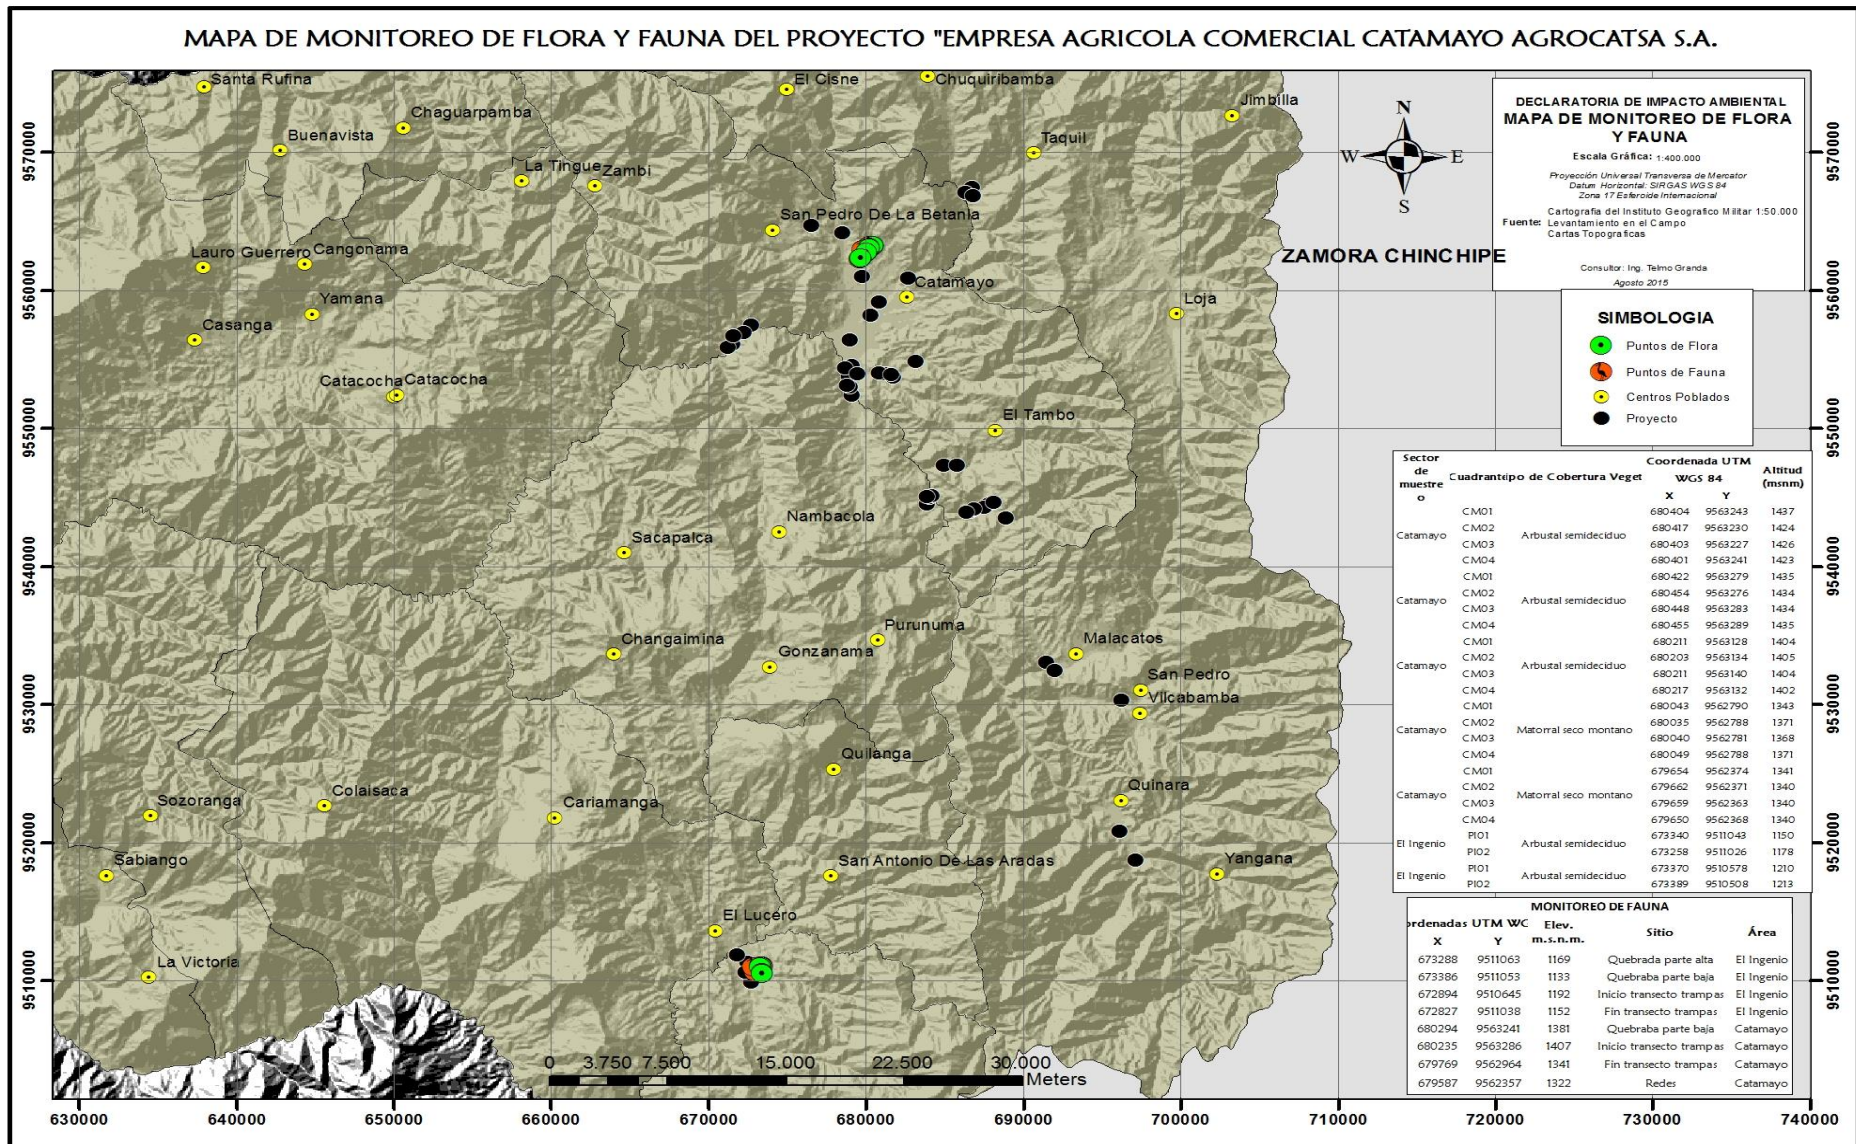 MAPA DE MONITOREO DE FLORA Y FAUNA DEL PROYECTO "EMPRESA AGRICOLA COMERCIAL CATAMAYO AGROCATSA S.A.
Santa Rufina
El Cisne
Chuquiribamba
Chaguarpamba
Jimbilla
Buenavista
Taquil
La Tingue
Zambi
San Pedro De La Betania
Lauro Guerrero
Cangonama
Catamayo
Yamana
Loja
Casanga
Catacocha
Catacocha
El Tambo
Nambacola
Sacapalca
Purunuma
Changaimina
Gonzanama
Malacatos
San Pedro
Vilcabamba
Quilanga
Quinara
Sozoranga
Colaisaca
Cariamanga
Sabiango
San Antonio De Las Aradas
Yangana
El Lucero
La Victoria
ZAMORA CHINCHIPE
N
W
E
S
DECLARATORIA DE IMPACTO AMBIENTAL
MAPA DE MONITOREO DE FLORA
Y FAUNA
Escala Gráfica: 1:400.000
Proyección Universal Transversa de Mercator
Datum Horizontal: SIRGAS WGS 84
Zona 17 Esferoide Internacional
Fuente: Cartografia del Instituto Geografico Militar 1:50.000
Levantamiento en el Campo
Cartas Topograficas
Consultor: Ing. Telmo Granda
Agosto 2015
SIMBOLOGIA
Puntos de Flora
Puntos de Fauna
Centros Poblados
Proyecto
Sector de muestre o Cuadrante ipo de Cobertura Veget Coordenada UTM WGS 84 Altitud (msnm)
X Y
CM01 680404 9563243 1437
CM02 680417 9563230 1424
Catamayo Arbustal semideciduo
CM03 680403 9563227 1426
CM04 680401 9563241 1423
CM01 680422 9563279 1435
CM02 680454 9563276 1434
Catamayo Arbustal semideciduo
CM03 680448 9563283 1434
CM04 680455 9563289 1435
CM01 680211 9563128 1404
CM02 680203 9563134 1405
Catamayo Arbustal semideciduo
CM03 680211 9563140 1404
CM04 680217 9563132 1402
CM01 680043 9562790 1343
CM02 680035 9562788 1371
Catamayo Matorral seco montano
CM03 680040 9562781 1368
CM04 680049 9562788 1371
CM01 679654 9562374 1341
CM02 679662 9562371 1340
Catamayo Matorral seco montano
CM03 679659 9562363 1340
CM04 679650 9562368 1340
PI01 673340 9511043 1150
El Ingenio Arbustal semideciduo
PI02 673258 9511026 1178
PI01 673370 9510578 1210
El Ingenio Arbustal semideciduo
PI02 673389 9510508 1213
MONITOREO DE FAUNA
ordenadas UTM WG Elev. m.s.n.m. Sitio Área
X Y
673288 9511063 1169 Quebrada parte alta El Ingenio
673386 9511053 1133 Quebraba parte baja El Ingenio
672894 9510645 1192 Inicio transecto trampas El Ingenio
672827 9511038 1152 Fin transecto trampas El Ingenio
680294 9563241 1381 Quebraba parte baja Catamayo
680235 9563286 1407 Inicio transecto trampas Catamayo
679769 9562964 1341 Fin transecto trampas Catamayo
679587 9562357 1322 Redes Catamayo
0 3.750 7.500 15.000 22.500 30.000
Meters
9570000
9560000
9550000
9540000
9530000
9520000
9510000
9570000
9560000
9550000
9540000
9530000
9520000
9510000
630000 640000 650000 660000 670000 680000 690000 700000 710000 720000 730000 740000